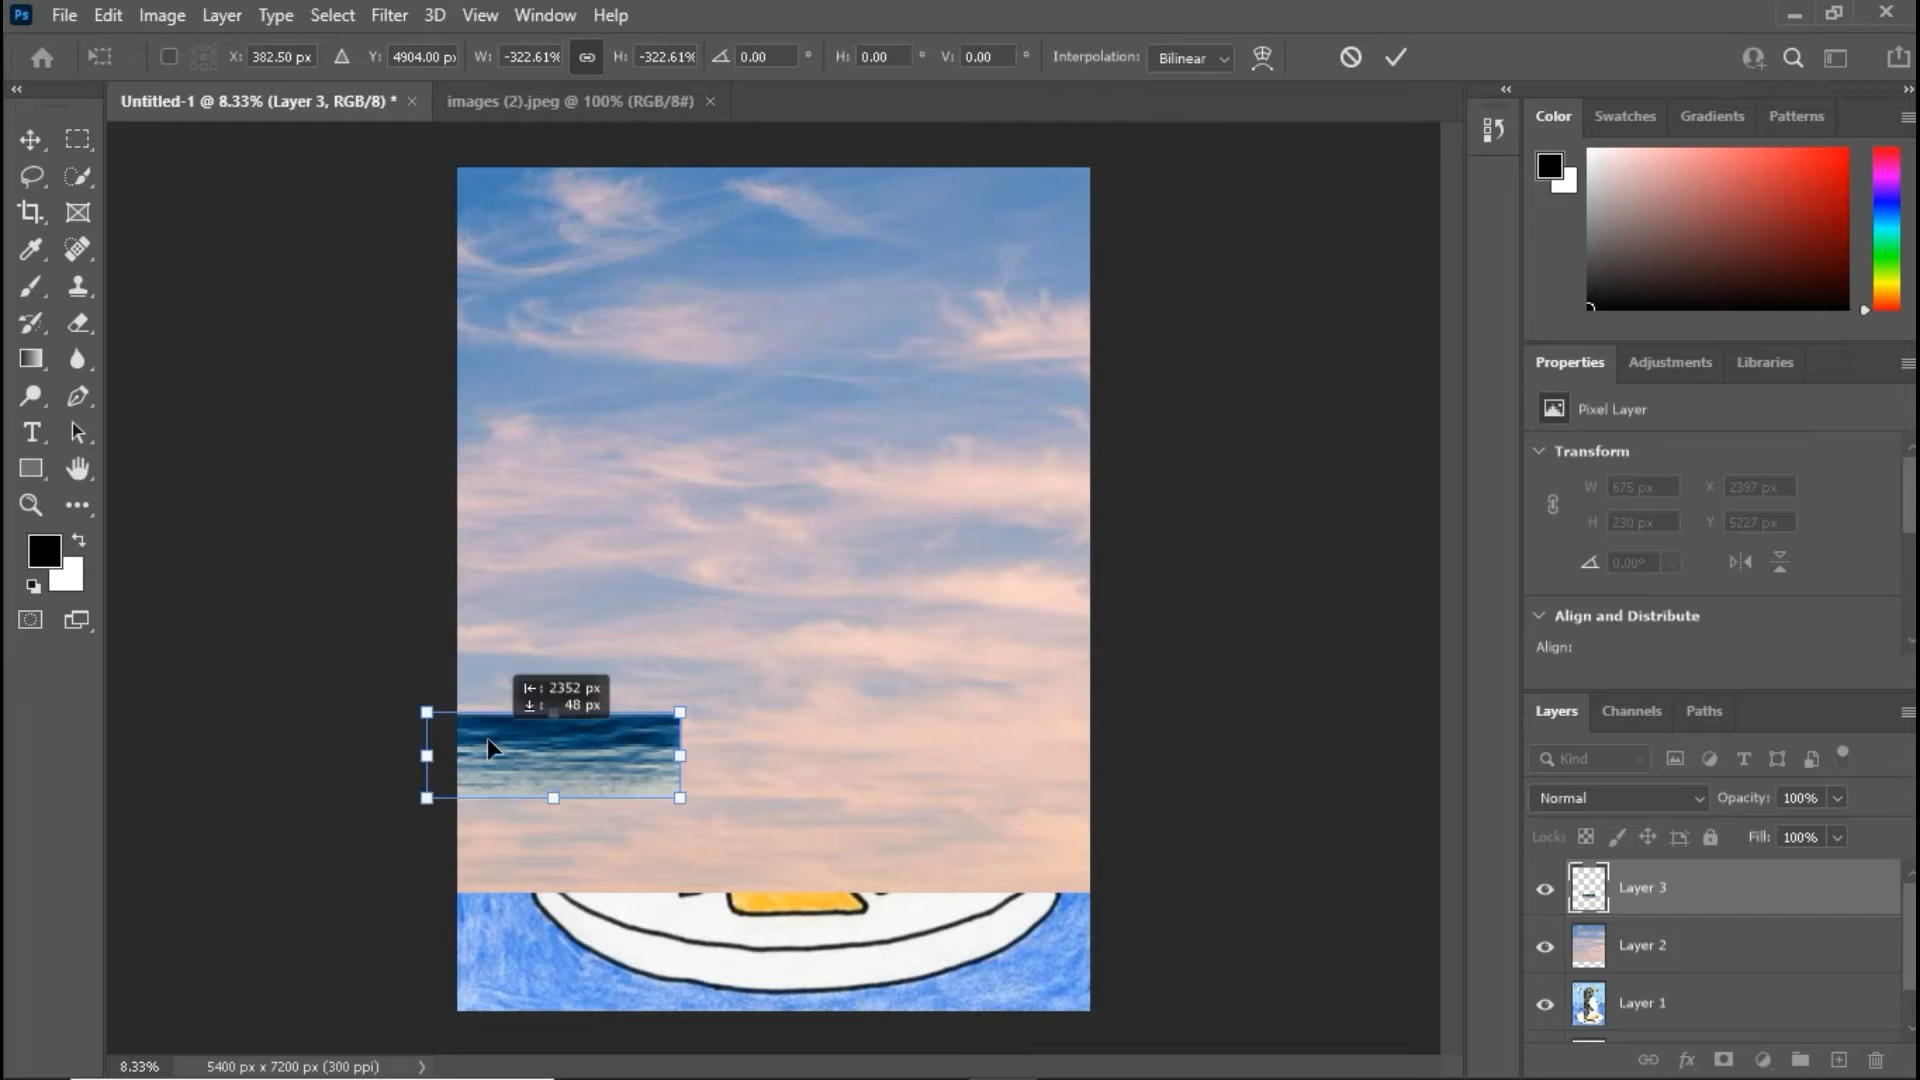 Ps File Edit Image Layer Type Select Filter 3D View Window Help
X: 382.50 px Y: 4904.00 px W: -322.61% H: -322.61% 0.00 ° H: 0.00 ° V: 0.00 ° Interpolation: Bilinear
Untitled-1 @ 8.33% (Layer 3, RGB/8) * × images (2).jpeg @ 100% (RGB/8#) ×
Color Swatches Gradients Patterns
Properties Adjustments Libraries
Pixel Layer
Transform
W 675 px X 2397 px
H 230 px Y 5227 px
0.00°
Align and Distribute
Align:
: 2352 px
: 48 px
Layers Channels Paths
Kind
Normal Opacity: 100%
Lock: Fill: 100%
Layer 3
Layer 2
Layer 1
fx
8.33% 5400 px x 7200 px (300 ppi)